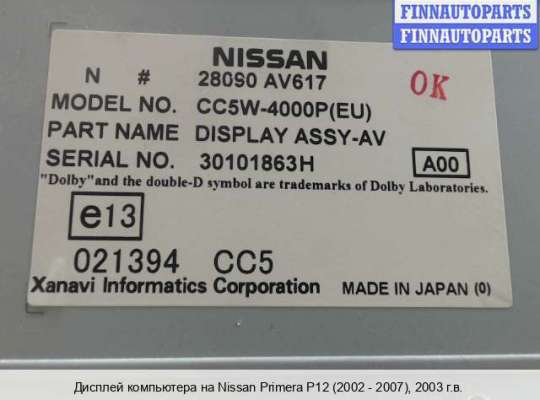 FINNAUTOPARTS
FINNAUTOPARTS
FINNAUTOPARTS
NISSAN
N # 28090 AV617
OK
MODEL NO. CC5W-4000P(EU)
PART NAME DISPLAY ASSY-AV
SERIAL NO. 30101863H
A00
"Dolby"and the double-D symbol are trademarks of Dolby Laboratories.
e13
021394 CC5
Xanavi Informatics Corporation MADE IN JAPAN (0)
Дисплей компьютера на Nissan Primera P12 (2002 - 2007), 2003 г.в.